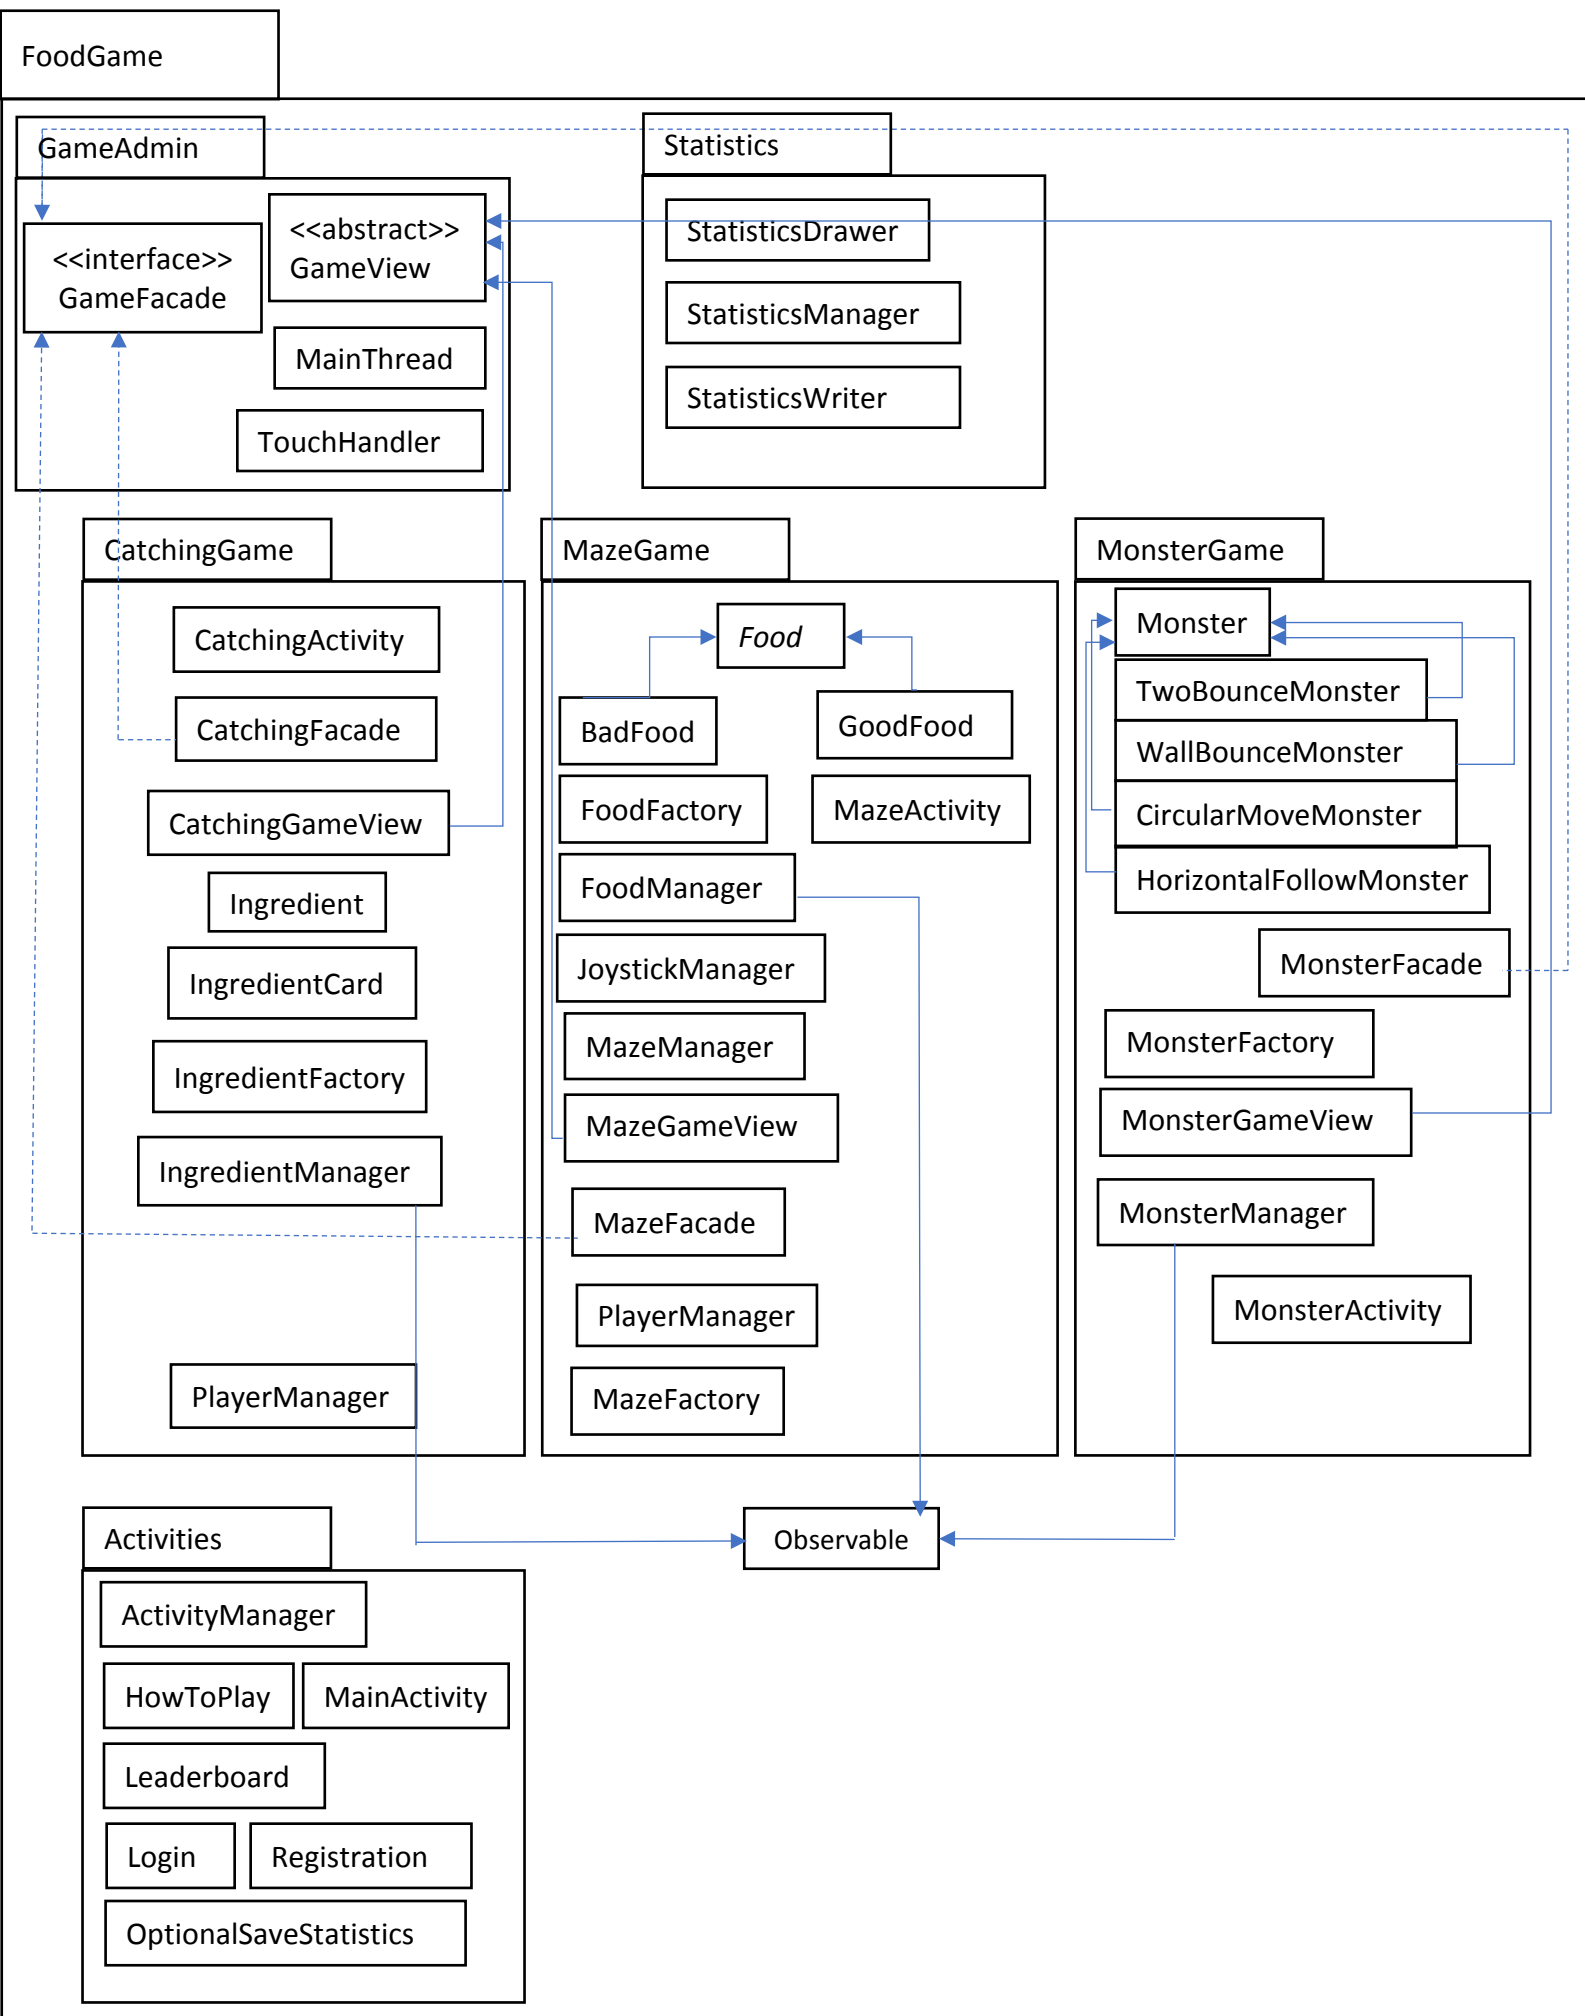 FoodGame
GameAdmin
<<interface>>
GameFacade
<<abstract>>
GameView
MainThread
TouchHandler
Statistics
StatisticsDrawer
StatisticsManager
StatisticsWriter
CatchingGame
CatchingActivity
CatchingFacade
CatchingGameView
Ingredient
IngredientCard
IngredientFactory
IngredientManager
PlayerManager
MazeGame
Food
BadFood
GoodFood
FoodFactory
MazeActivity
FoodManager
JoystickManager
MazeManager
MazeGameView
MazeFacade
PlayerManager
MazeFactory
MonsterGame
Monster
TwoBounceMonster
WallBounceMonster
CircularMoveMonster
HorizontalFollowMonster
MonsterFacade
MonsterFactory
MonsterGameView
MonsterManager
MonsterActivity
Observable
Activities
ActivityManager
HowToPlay
MainActivity
Leaderboard
Login
Registration
OptionalSaveStatistics